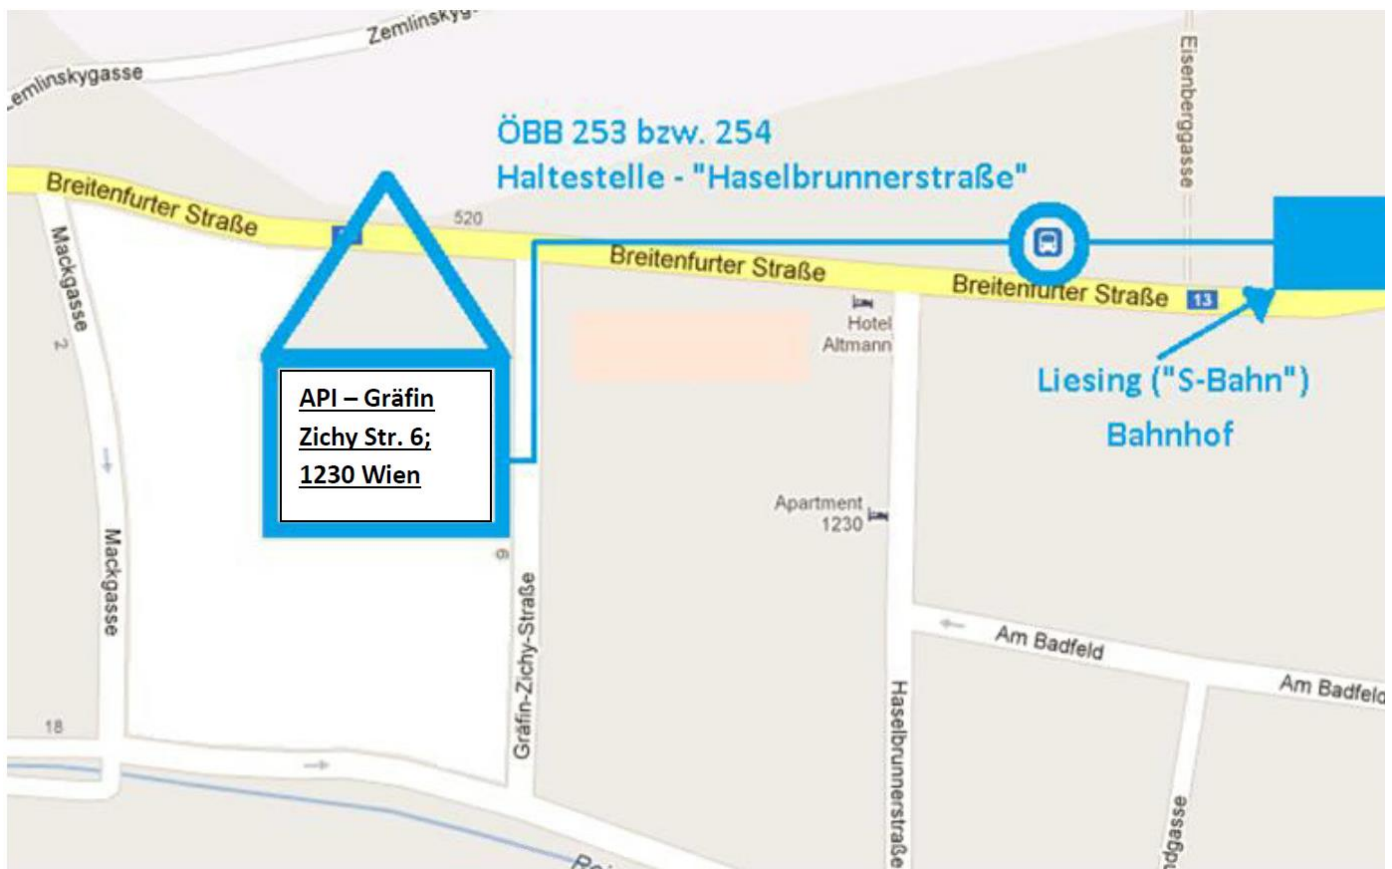 Zemlinskygasse
ÖBB 253 bzw. 254
Haltestelle - "Haselbrunnerstraße"
Eisenberggasse
Breitenfurter Straße
520
Breitenfurter Straße
Breitenfurter Straße
13
Mackgasse
2
Hotel
Altmann
Liesing ("S-Bahn")
Bahnhof
API – Gräfin
Zichy Str. 6;
1230 Wien
Apartment
1230
6
Mackgasse
Gräfin-Zichy-Straße
Am Badfeld
Am Badfeld
Haselbrunnerstraße
18